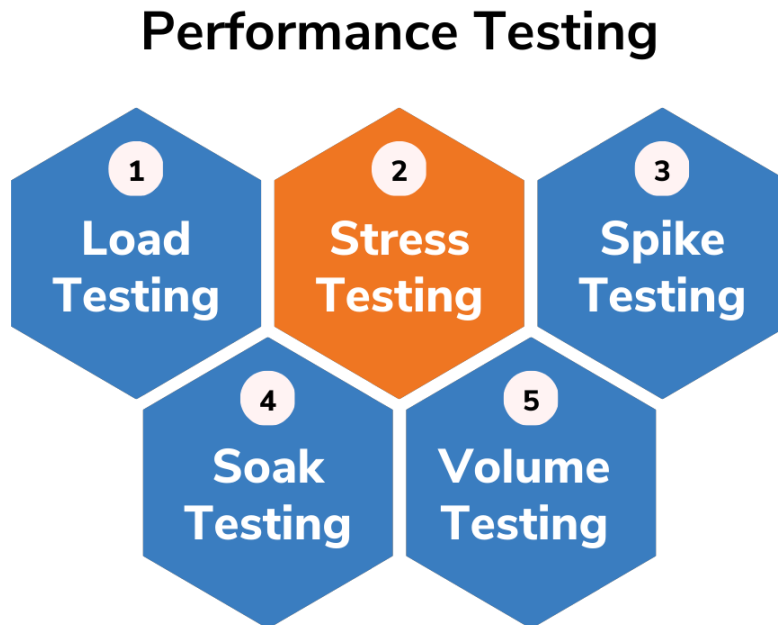 Performance Testing
1
Load
Testing
2
Stress
Testing
3
Spike
Testing
4
Soak
Testing
5
Volume
Testing